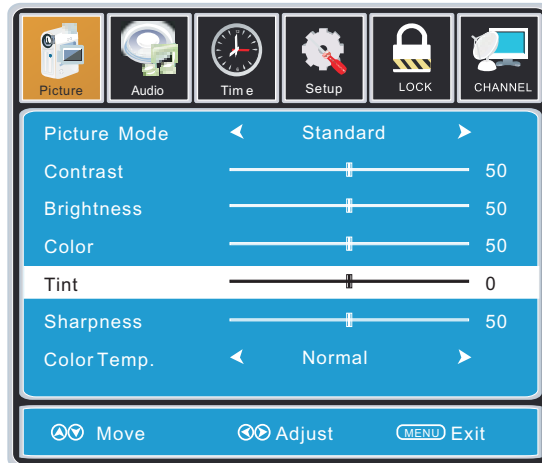 Picture Audio Time Setup LOCK CHANNEL
Picture Mode Standard
Contrast 50
Brightness 50
Color 50
Tint 0
Sharpness 50
Color Temp. Normal
Move Adjust MENU Exit